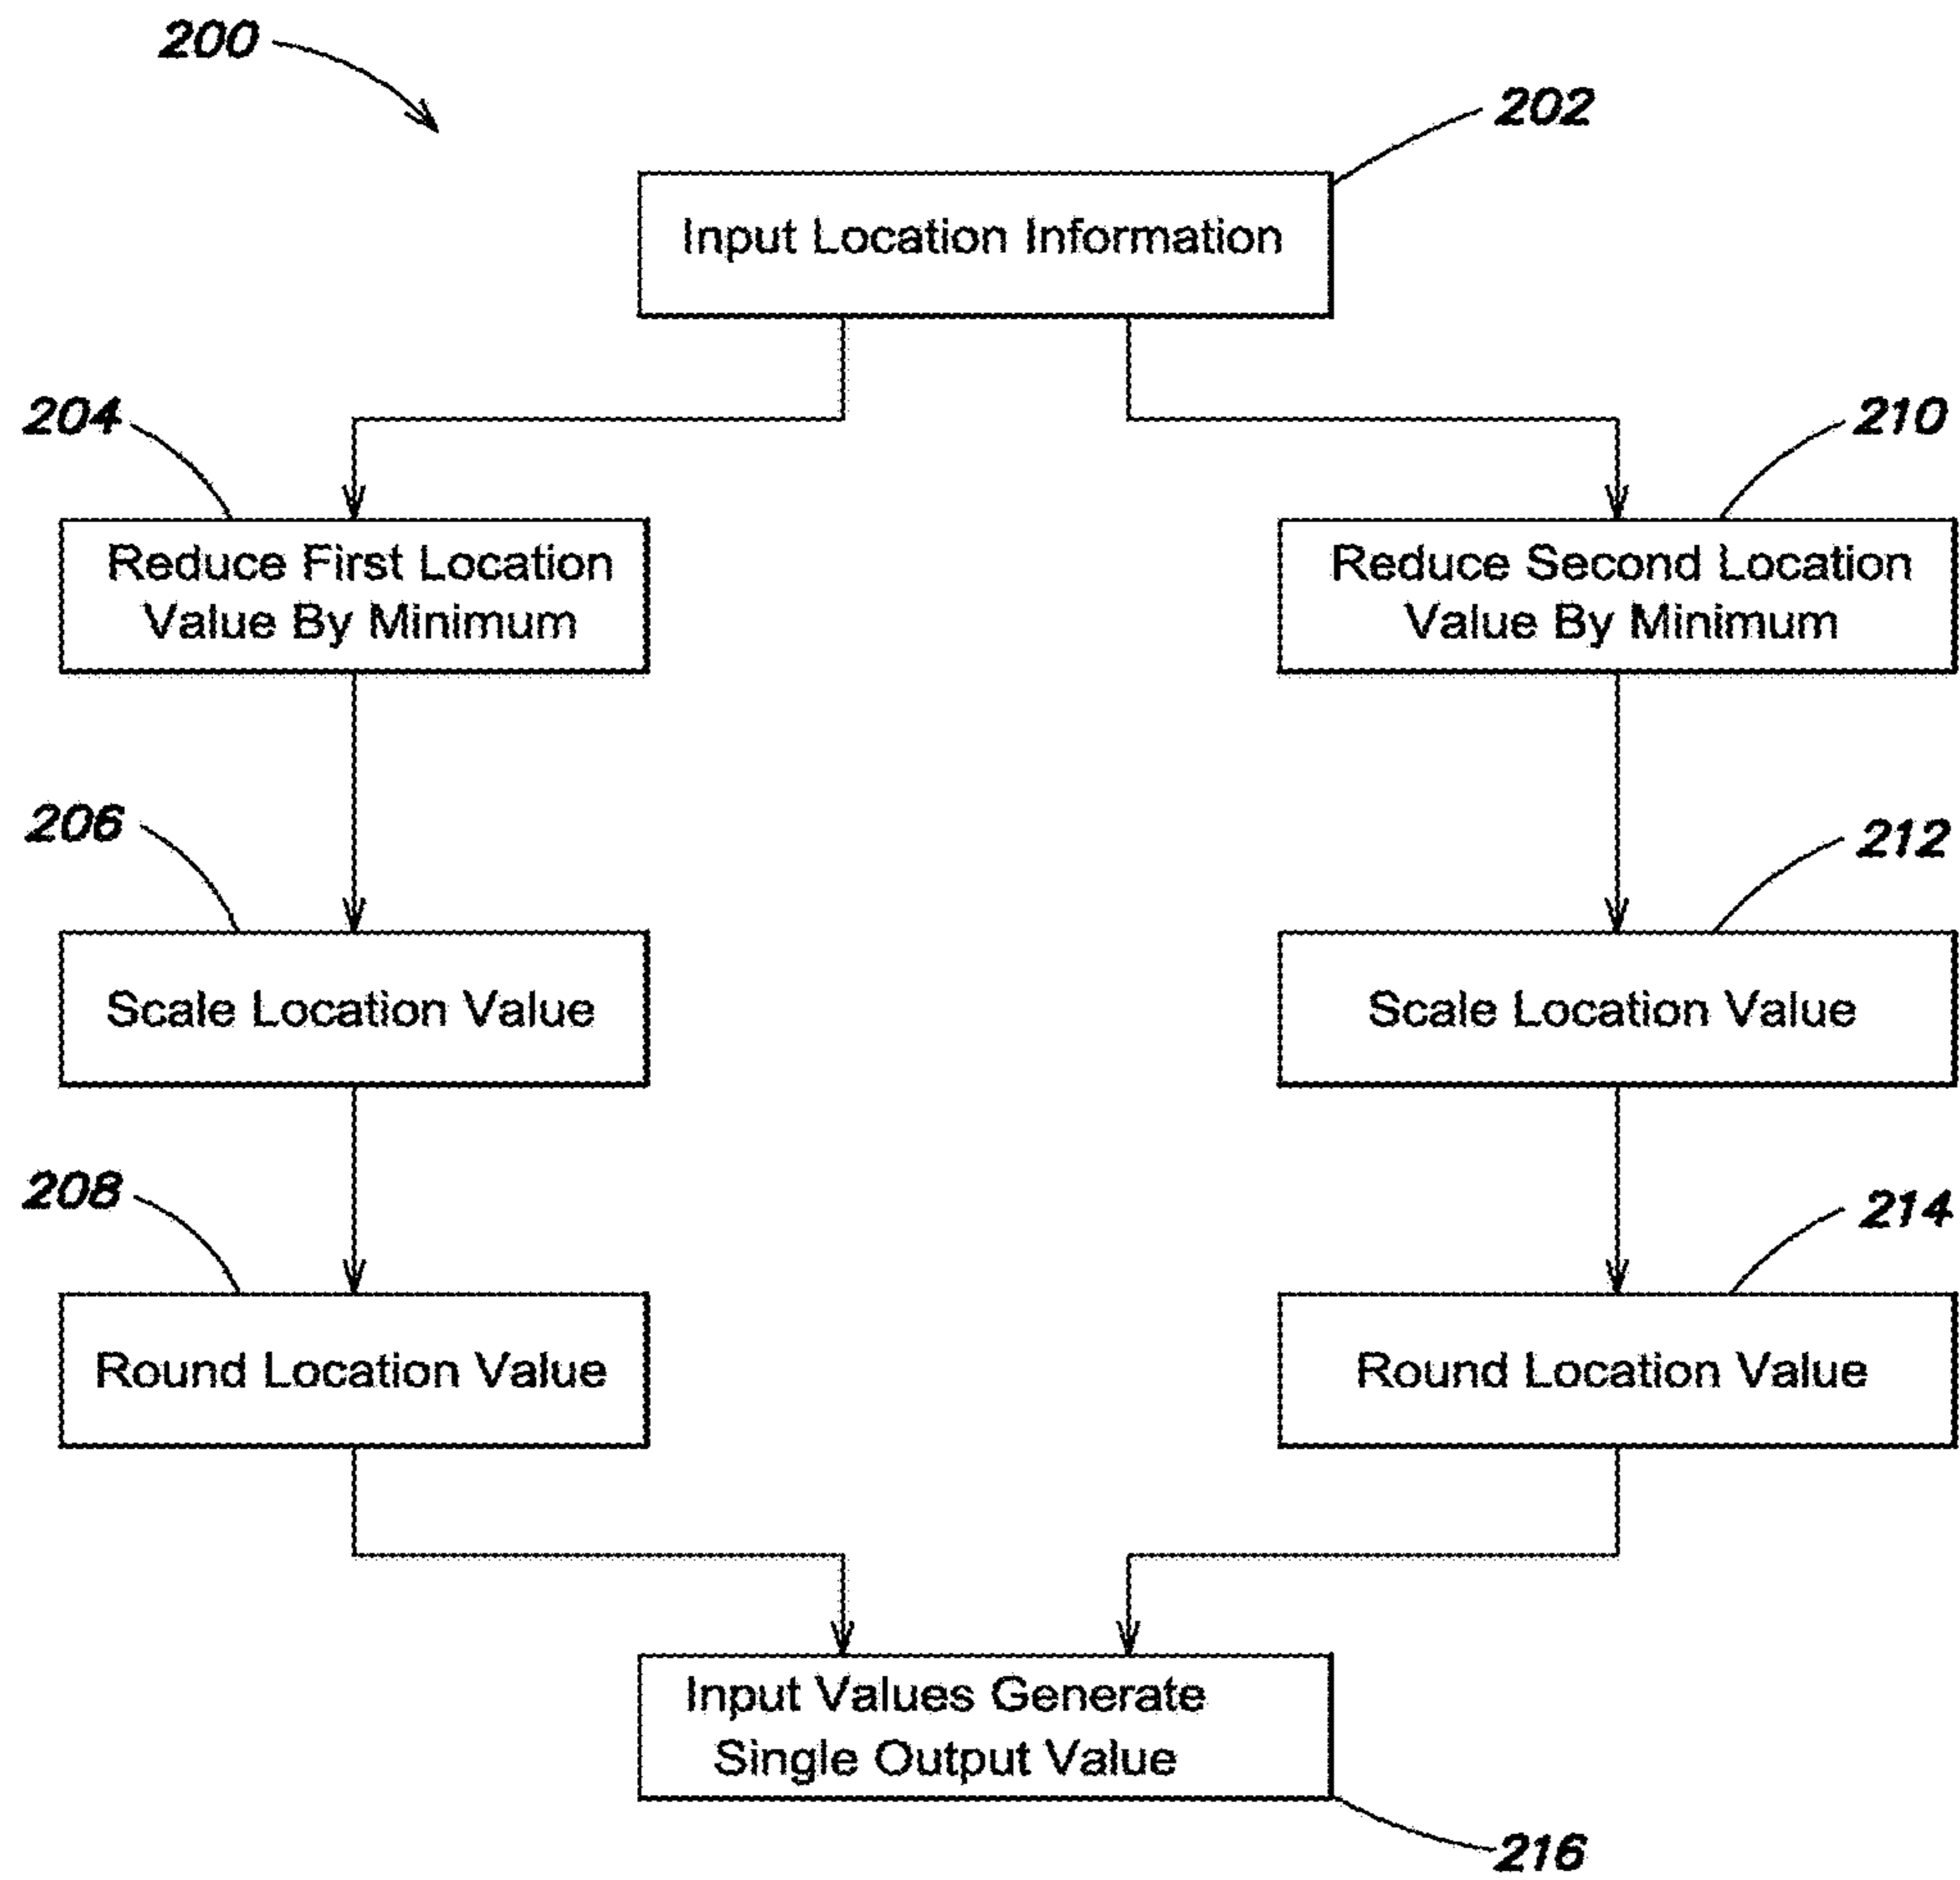 200
202
Input Location Information
204
210
Reduce First Location
Value By Minimum
Reduce Second Location
Value By Minimum
206
212
Scale Location Value
Scale Location Value
208
214
Round Location Value
Round Location Value
Input Values Generate
Single Output Value
216